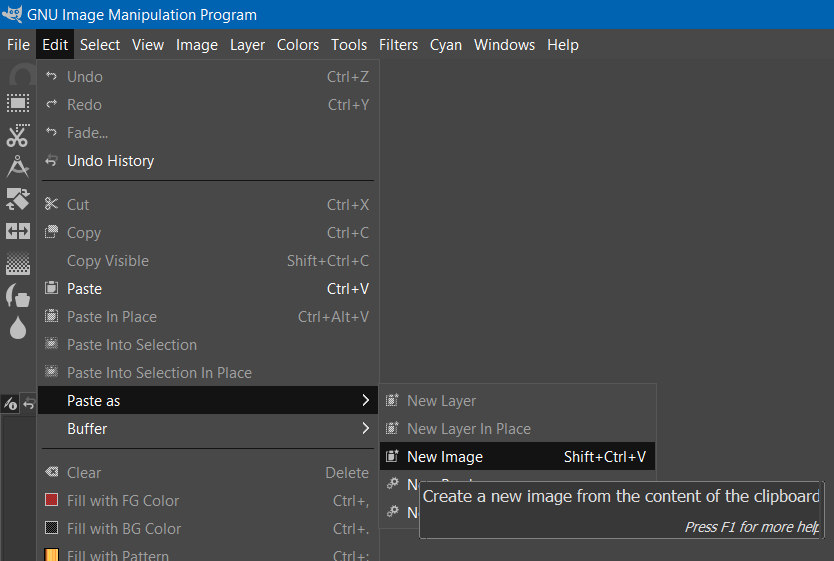 GNU Image Manipulation Program
File Edit Select View Image Layer Colors Tools Filters Cyan Windows Help
Undo Ctrl+Z
Redo Ctrl+Y
Fade...
Undo History
Cut Ctrl+X
Copy Ctrl+C
Copy Visible Shift+Ctrl+C
Paste Ctrl+V
Paste In Place Ctrl+Alt+V
Paste Into Selection
Paste Into Selection In Place
Paste as
Buffer
Clear Delete
Fill with FG Color Ctrl+,
Fill with BG Color Ctrl+.
Fill with Pattern Ctrl+;
New Layer
New Layer In Place
New Image Shift+Ctrl+V
Create a new image from the content of the clipboard
Press F1 for more help